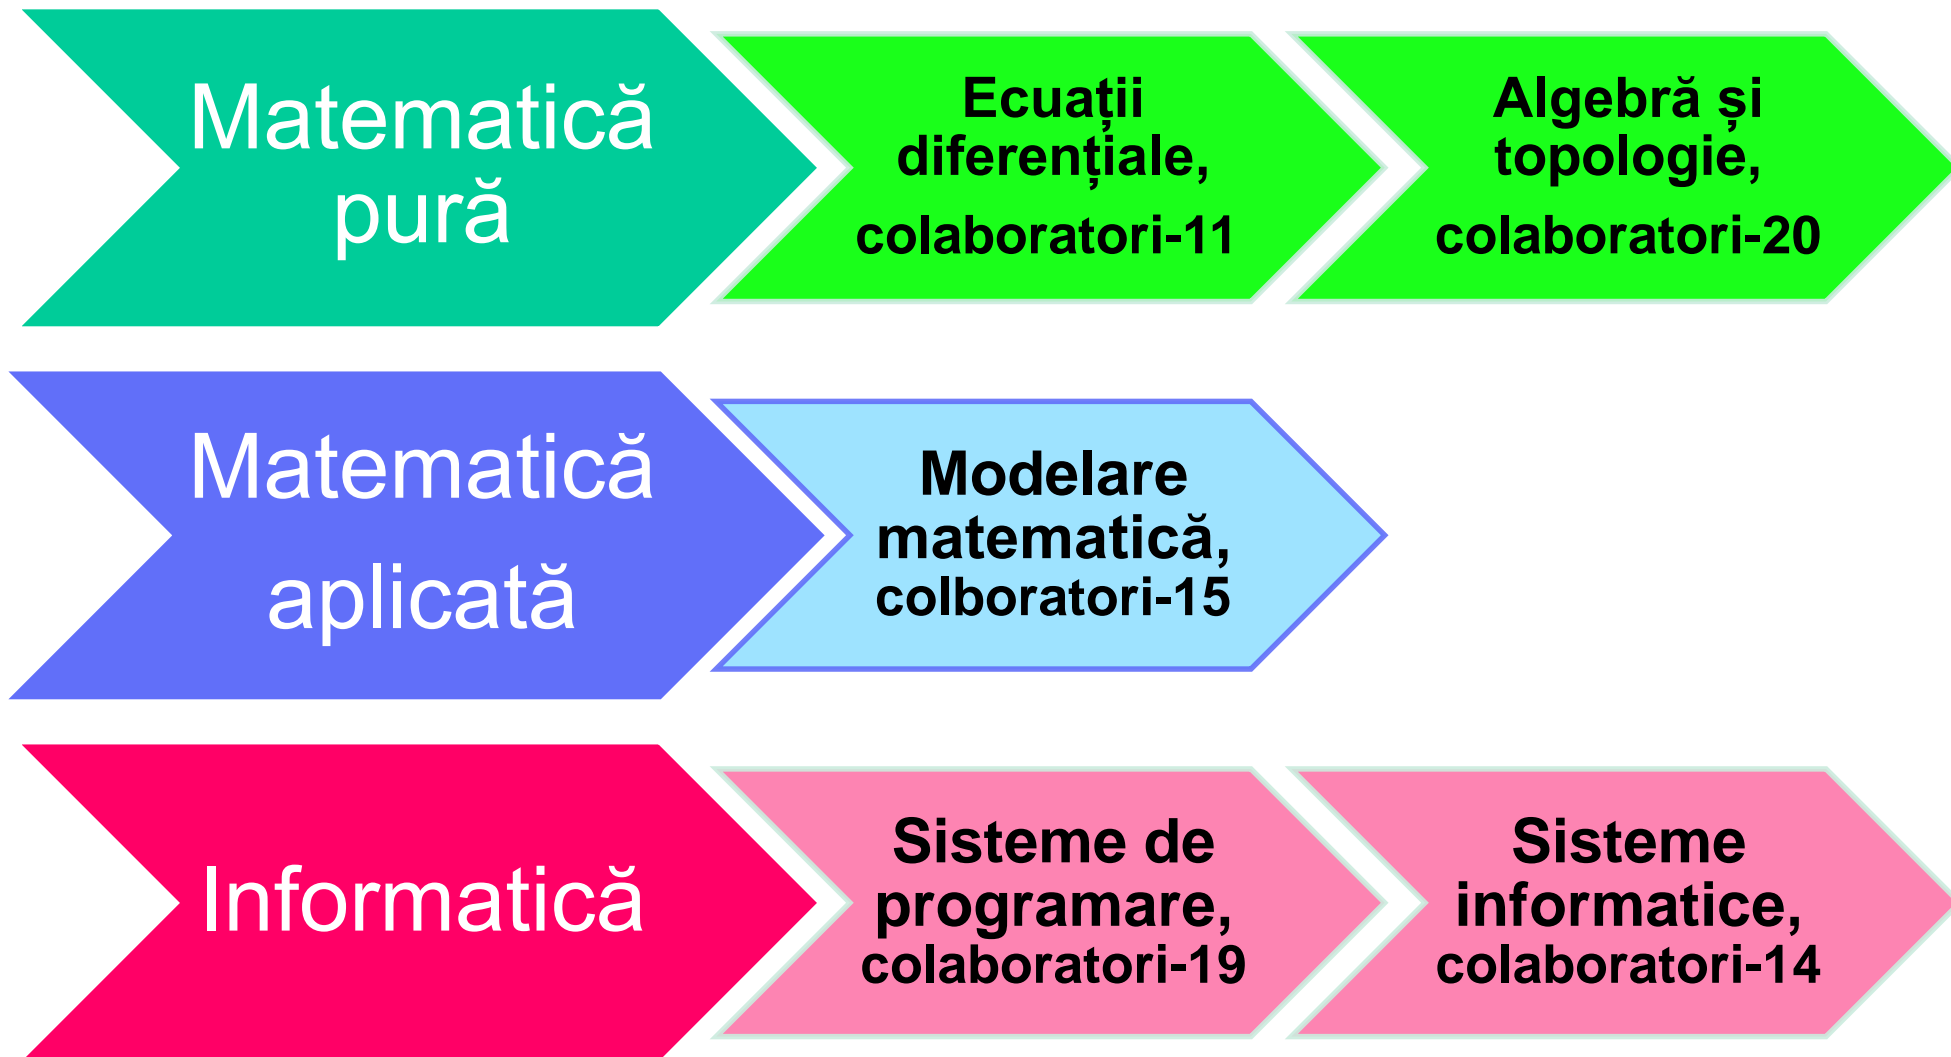 Matematică
pură
Ecuații
diferențiale,
colaboratori-11
Algebră și
topologie,
colaboratori-20
Matematică
aplicată
Modelare
matematică,
colboratori-15
Informatică
Sisteme de
programare,
colaboratori-19
Sisteme
informatice,
colaboratori-14